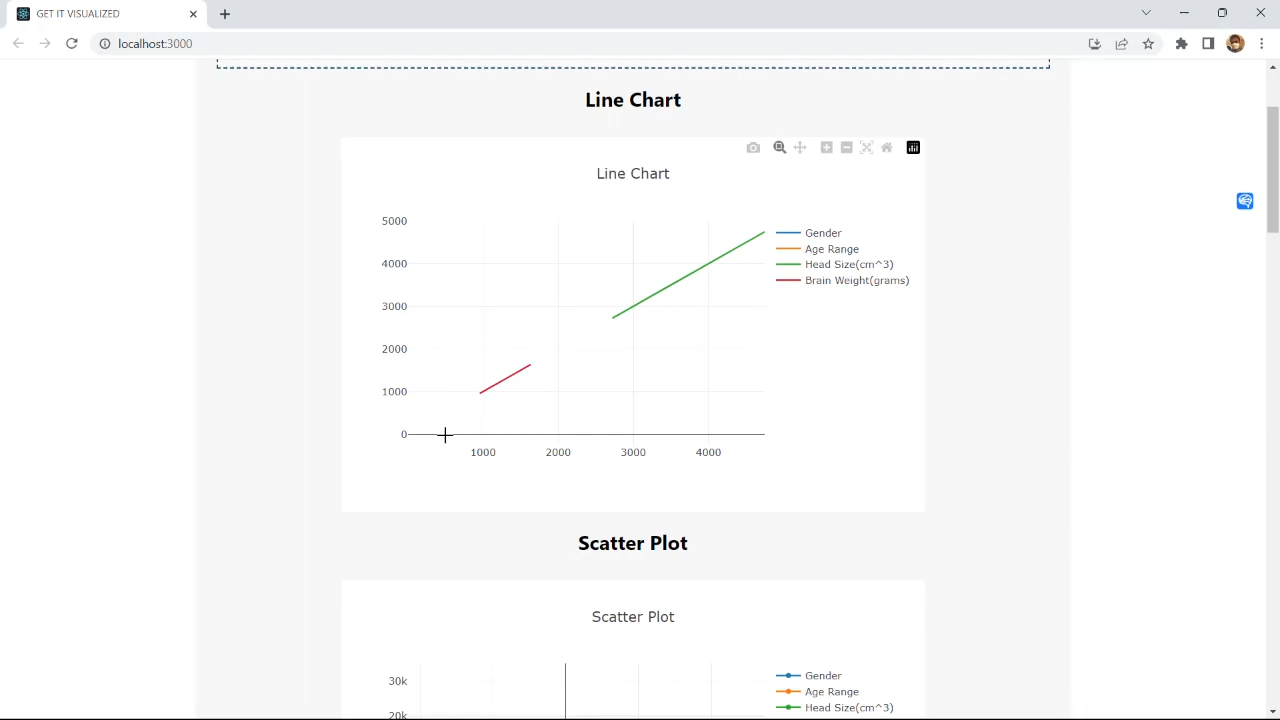 GET IT VISUALIZED
localhost:3000
Line Chart
Line Chart
5000
4000
3000
2000
1000
0
1000 2000 3000 4000
Gender
Age Range
Head Size(cm^3)
Brain Weight(grams)
Scatter Plot
Scatter Plot
30k
20k
Gender
Age Range
Head Size(cm^3)